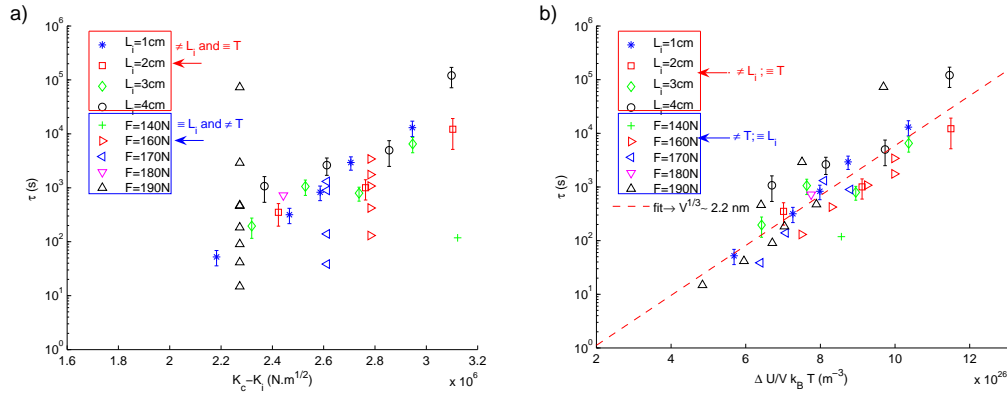 a)
τ (s)
10^6
10^5
10^4
10^3
10^2
10^1
10^0
L_i=1cm
L_i=2cm
L_i=3cm
L_i=4cm
≠ L_i and ≡ T
F=140N
F=160N
F=170N
F=180N
F=190N
≡ L_i and ≠ T
1.6 1.8 2 2.2 2.4 2.6 2.8 3 3.2
x 10^6
K_c−K_i (N.m^1/2)
b)
τ (s)
10^6
10^5
10^4
10^3
10^2
10^1
10^0
L_i=1cm
L_i=2cm
L_i=3cm
L_i=4cm
≠ L_i; ≡ T
F=140N
F=160N
F=170N
F=180N
F=190N
≠ T; ≡ L_i
fit→ V^1/3~ 2.2 nm
2 4 6 8 10 12
x 10^26
Δ U/V k_B T (m^−3)